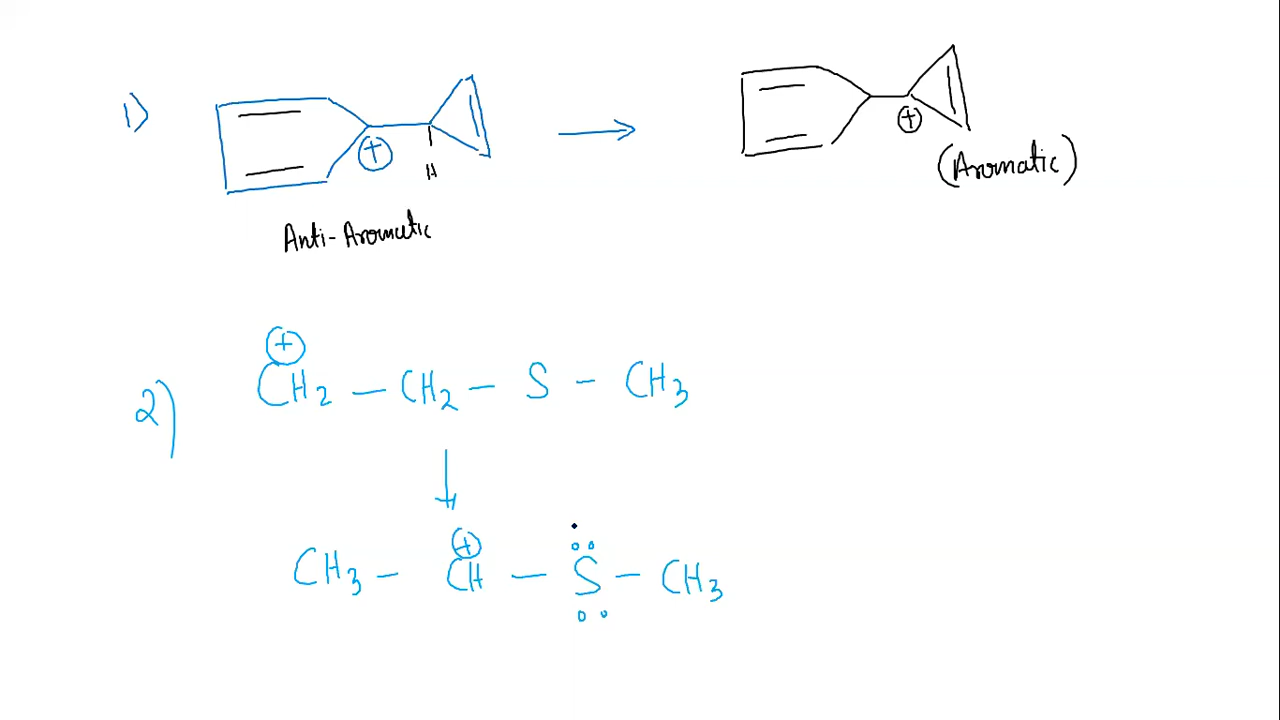 1)
⊕
H
Anti-Aromatic
⊕
(Aromatic)
2)
⊕
CH2 — CH2 — S — CH3
⊕
CH3 — CH — S — CH3